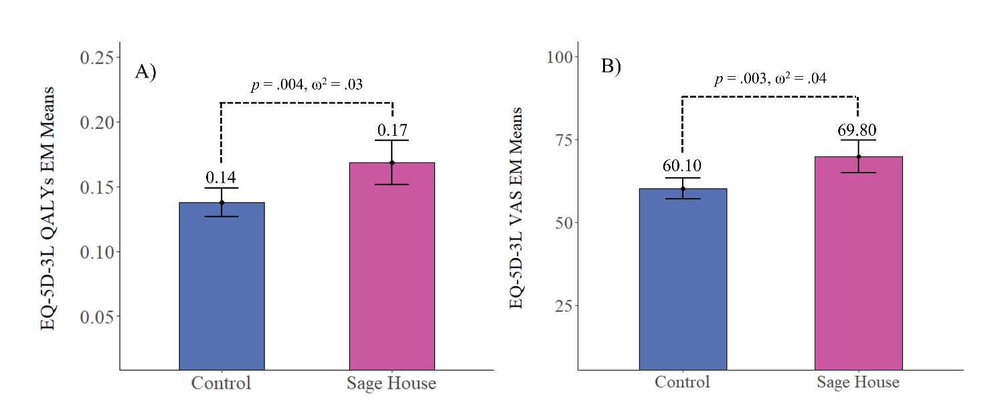 A)
EQ-5D-3L QALYs EM Means
0.25
0.20
0.15
0.10
0.05
p = .004, ω² = .03
0.14
0.17
Control
Sage House
B)
EQ-5D-3L VAS EM Means
100
75
50
25
p = .003, ω² = .04
60.10
69.80
Control
Sage House